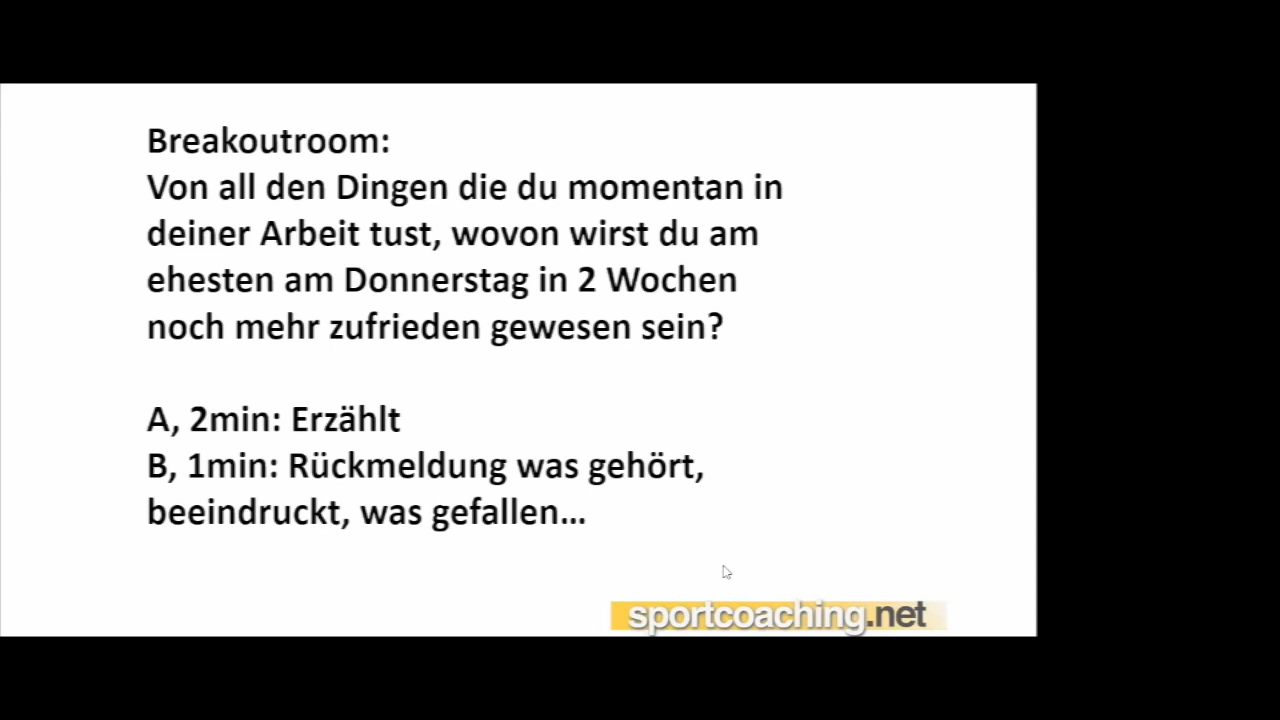 Breakoutroom:
Von all den Dingen die du momentan in
deiner Arbeit tust, wovon wirst du am
ehesten am Donnerstag in 2 Wochen
noch mehr zufrieden gewesen sein?
A, 2min: Erzählt
B, 1min: Rückmeldung was gehört,
beeindruckt, was gefallen...
sportcoaching.net